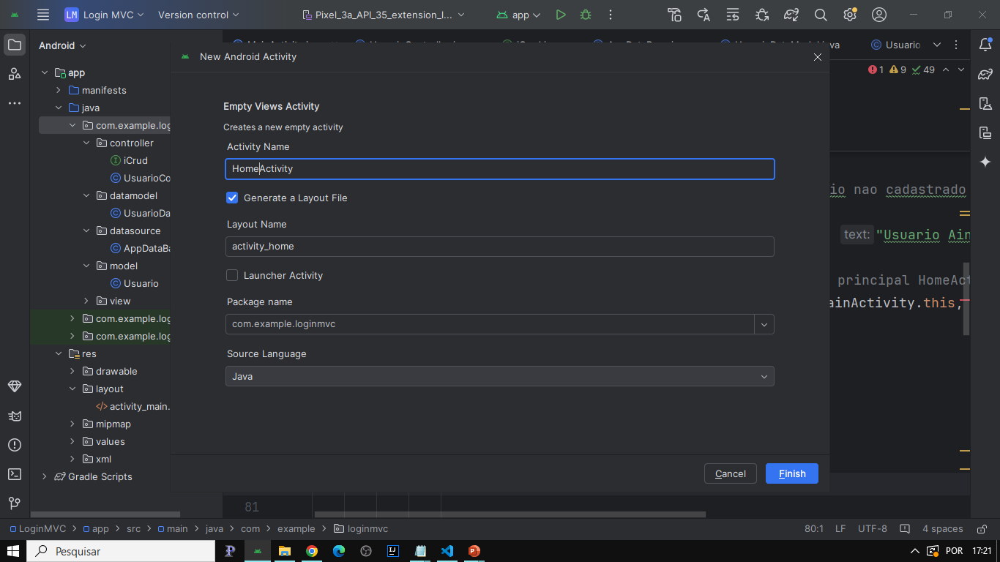 LM Login MVC Version control Pixel_3a_API_35_extension_l... app
Android
Usuario
New Android Activity
1 9 49
app
manifests
java
com.example.log
controller
iCrud
UsuarioCo
datamodel
UsuarioDa
datasource
AppDataBa
model
Usuario
view
com.example.log
com.example.log
res
drawable
layout
activity_main.
mipmap
values
xml
Gradle Scripts
Empty Views Activity
Creates a new empty activity
Activity Name
HomeActivity
Generate a Layout File
Layout Name
activity_home
Launcher Activity
Package name
com.example.loginmvc
Source Language
Java
Cancel Finish
io nao cadastrado
text: "Usuario Ain
principal HomeAct
ainActivity.this,
81
LoginMVC app src main java com example loginmvc 80:1 LF UTF-8 4 spaces
Pesquisar POR 17:21